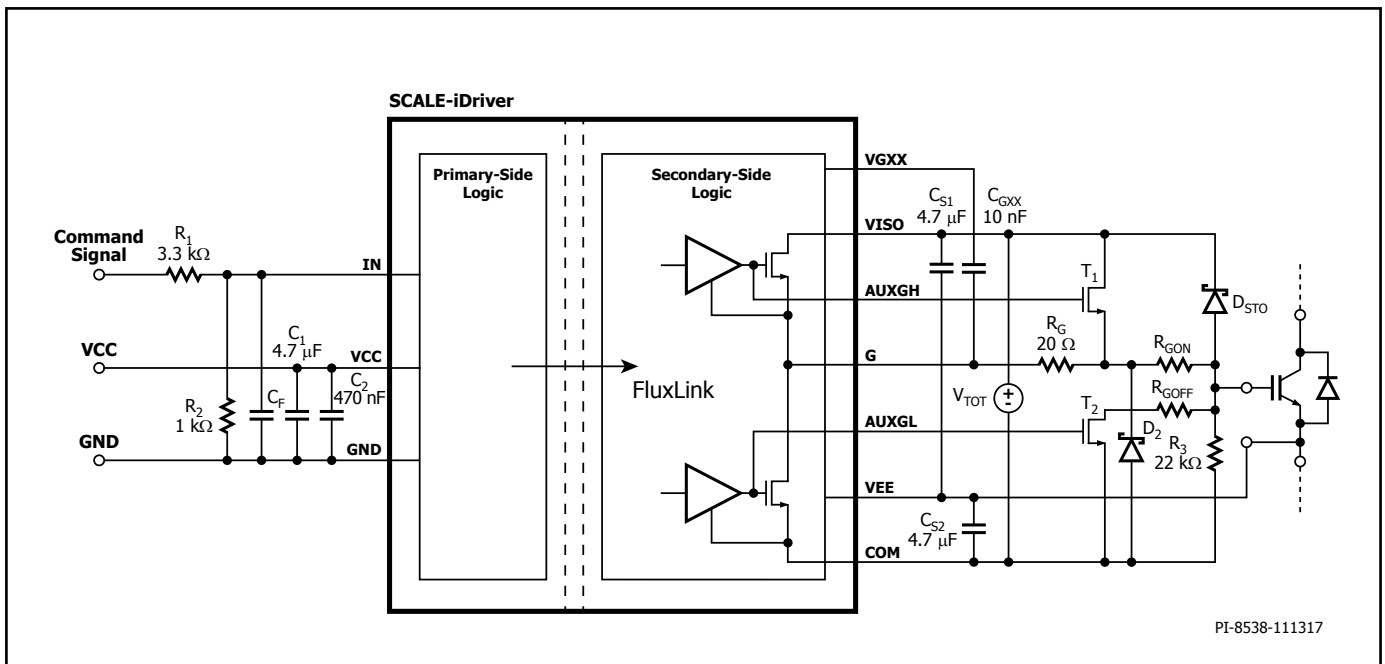 SCALE-iDriver
Primary-Side
Logic
Secondary-Side
Logic
FluxLink
Command
Signal
R1
3.3 kΩ
IN
VCC
C1
4.7 μF
VCC
C2
470 nF
CF
R2
1 kΩ
GND
GND
VGXX
CS1
4.7 μF
CGXX
10 nF
VISO
AUXGH
T1
DSTO
RG
20 Ω
RGON
G
VTOT
RGOFF
T2
AUXGL
D2
R3
22 kΩ
VEE
CS2
4.7 μF
COM
PI-8538-111317